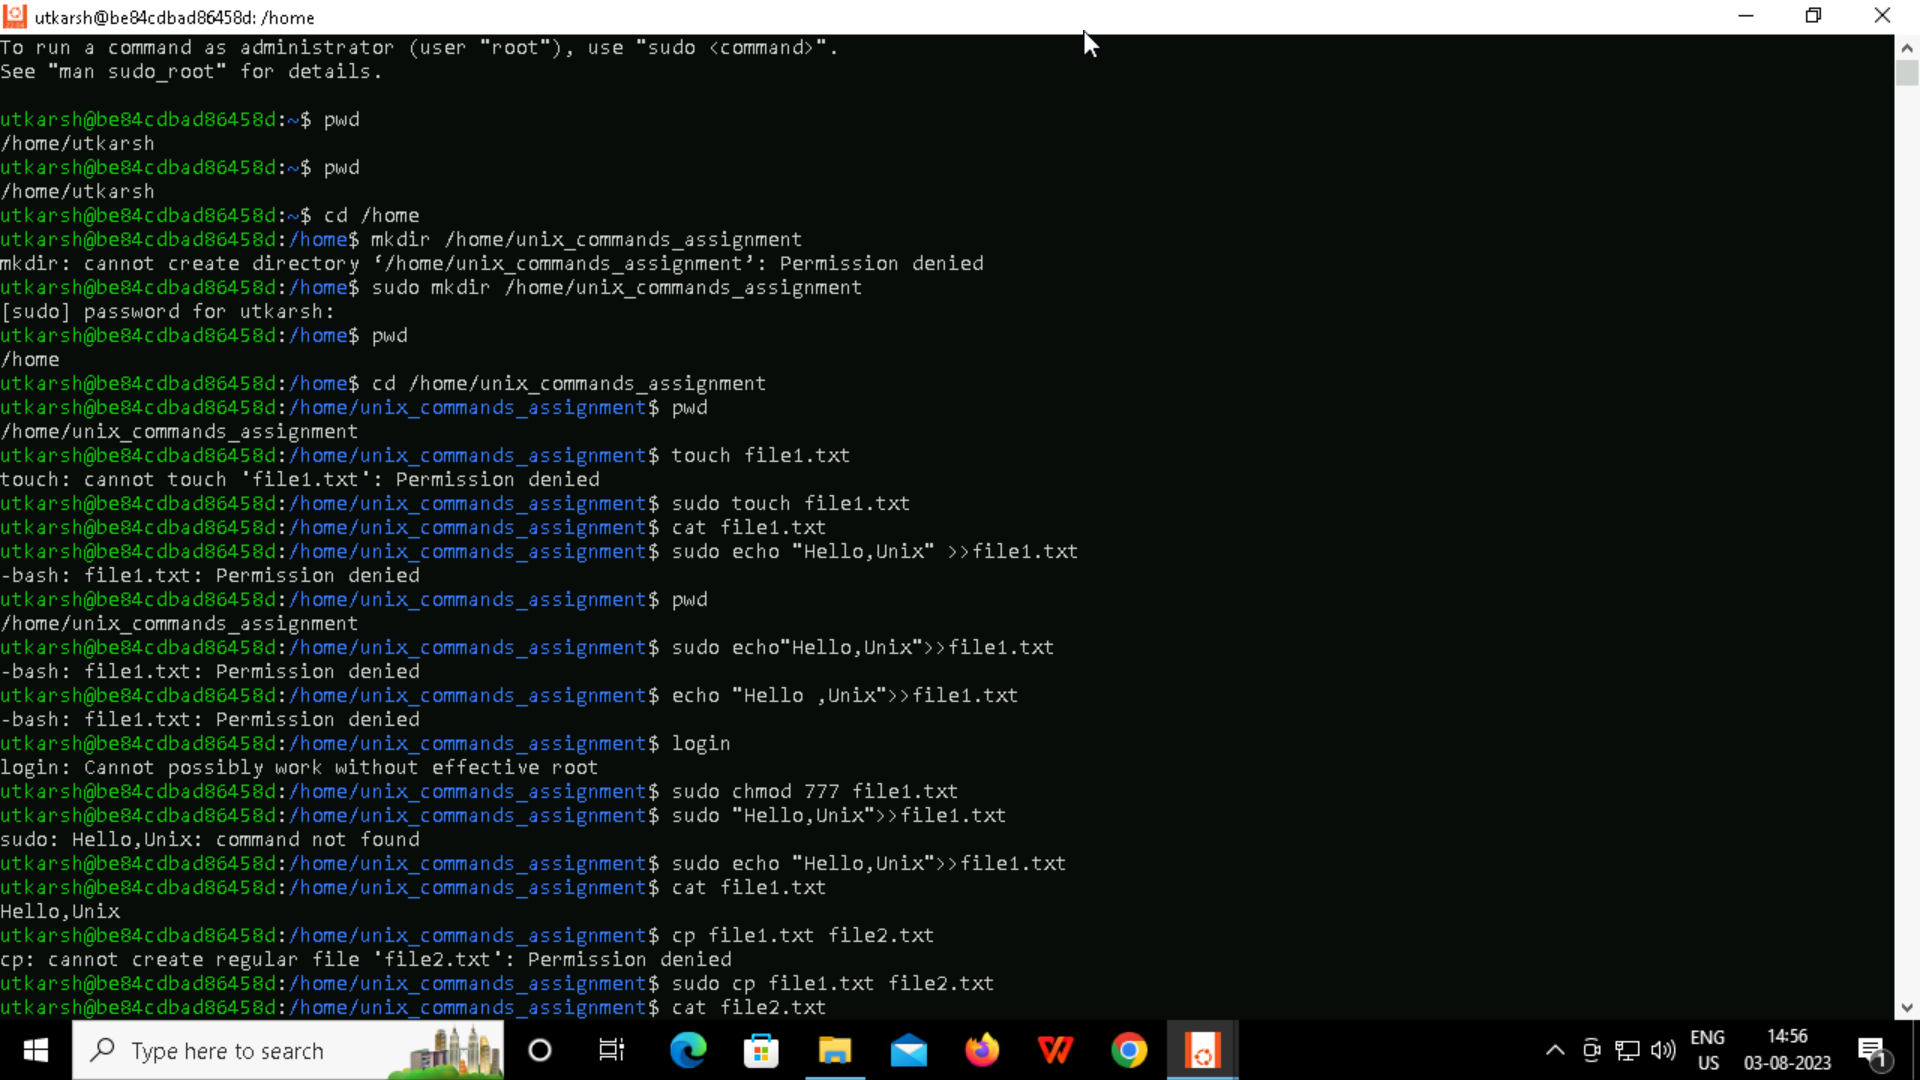 utkarsh@be84cdbad86458d: /home
To run a command as administrator (user "root"), use "sudo <command>".
See "man sudo_root" for details.
utkarsh@be84cdbad86458d:~$ pwd
/home/utkarsh
utkarsh@be84cdbad86458d:~$ pwd
/home/utkarsh
utkarsh@be84cdbad86458d:~$ cd /home
utkarsh@be84cdbad86458d:/home$ mkdir /home/unix_commands_assignment
mkdir: cannot create directory ‘/home/unix_commands_assignment’: Permission denied
utkarsh@be84cdbad86458d:/home$ sudo mkdir /home/unix_commands_assignment
[sudo] password for utkarsh:
utkarsh@be84cdbad86458d:/home$ pwd
/home
utkarsh@be84cdbad86458d:/home$ cd /home/unix_commands_assignment
utkarsh@be84cdbad86458d:/home/unix_commands_assignment$ pwd
/home/unix_commands_assignment
utkarsh@be84cdbad86458d:/home/unix_commands_assignment$ touch file1.txt
touch: cannot touch 'file1.txt': Permission denied
utkarsh@be84cdbad86458d:/home/unix_commands_assignment$ sudo touch file1.txt
utkarsh@be84cdbad86458d:/home/unix_commands_assignment$ cat file1.txt
utkarsh@be84cdbad86458d:/home/unix_commands_assignment$ sudo echo "Hello,Unix" >>file1.txt
-bash: file1.txt: Permission denied
utkarsh@be84cdbad86458d:/home/unix_commands_assignment$ pwd
/home/unix_commands_assignment
utkarsh@be84cdbad86458d:/home/unix_commands_assignment$ sudo echo"Hello,Unix">>file1.txt
-bash: file1.txt: Permission denied
utkarsh@be84cdbad86458d:/home/unix_commands_assignment$ echo "Hello ,Unix">>file1.txt
-bash: file1.txt: Permission denied
utkarsh@be84cdbad86458d:/home/unix_commands_assignment$ login
login: Cannot possibly work without effective root
utkarsh@be84cdbad86458d:/home/unix_commands_assignment$ sudo chmod 777 file1.txt
utkarsh@be84cdbad86458d:/home/unix_commands_assignment$ sudo "Hello,Unix">>file1.txt
sudo: Hello,Unix: command not found
utkarsh@be84cdbad86458d:/home/unix_commands_assignment$ sudo echo "Hello,Unix">>file1.txt
utkarsh@be84cdbad86458d:/home/unix_commands_assignment$ cat file1.txt
Hello,Unix
utkarsh@be84cdbad86458d:/home/unix_commands_assignment$ cp file1.txt file2.txt
cp: cannot create regular file 'file2.txt': Permission denied
utkarsh@be84cdbad86458d:/home/unix_commands_assignment$ sudo cp file1.txt file2.txt
utkarsh@be84cdbad86458d:/home/unix_commands_assignment$ cat file2.txt
Type here to search
ENG
US
14:56
03-08-2023
1